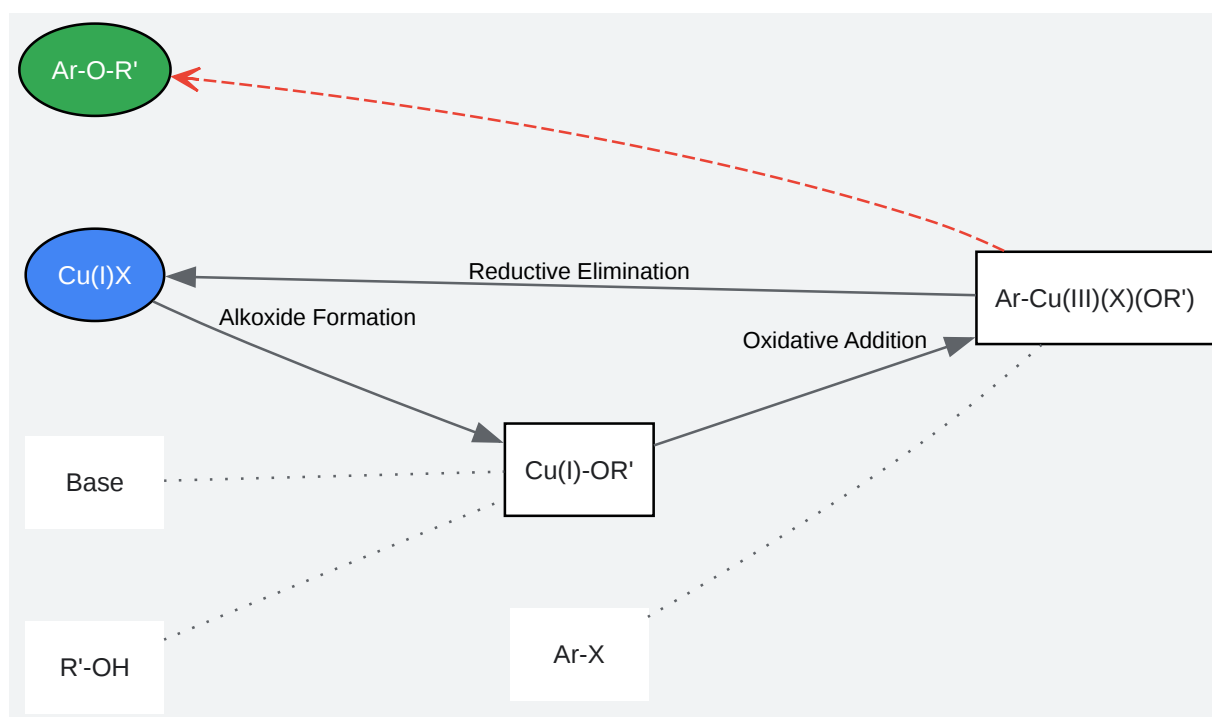 Ar-O-R'
Reductive Elimination
Cu(I)X
Ar-Cu(III)(X)(OR')
Alkoxide Formation
Oxidative Addition
Cu(I)-OR'
Base
Ar-X
R'-OH